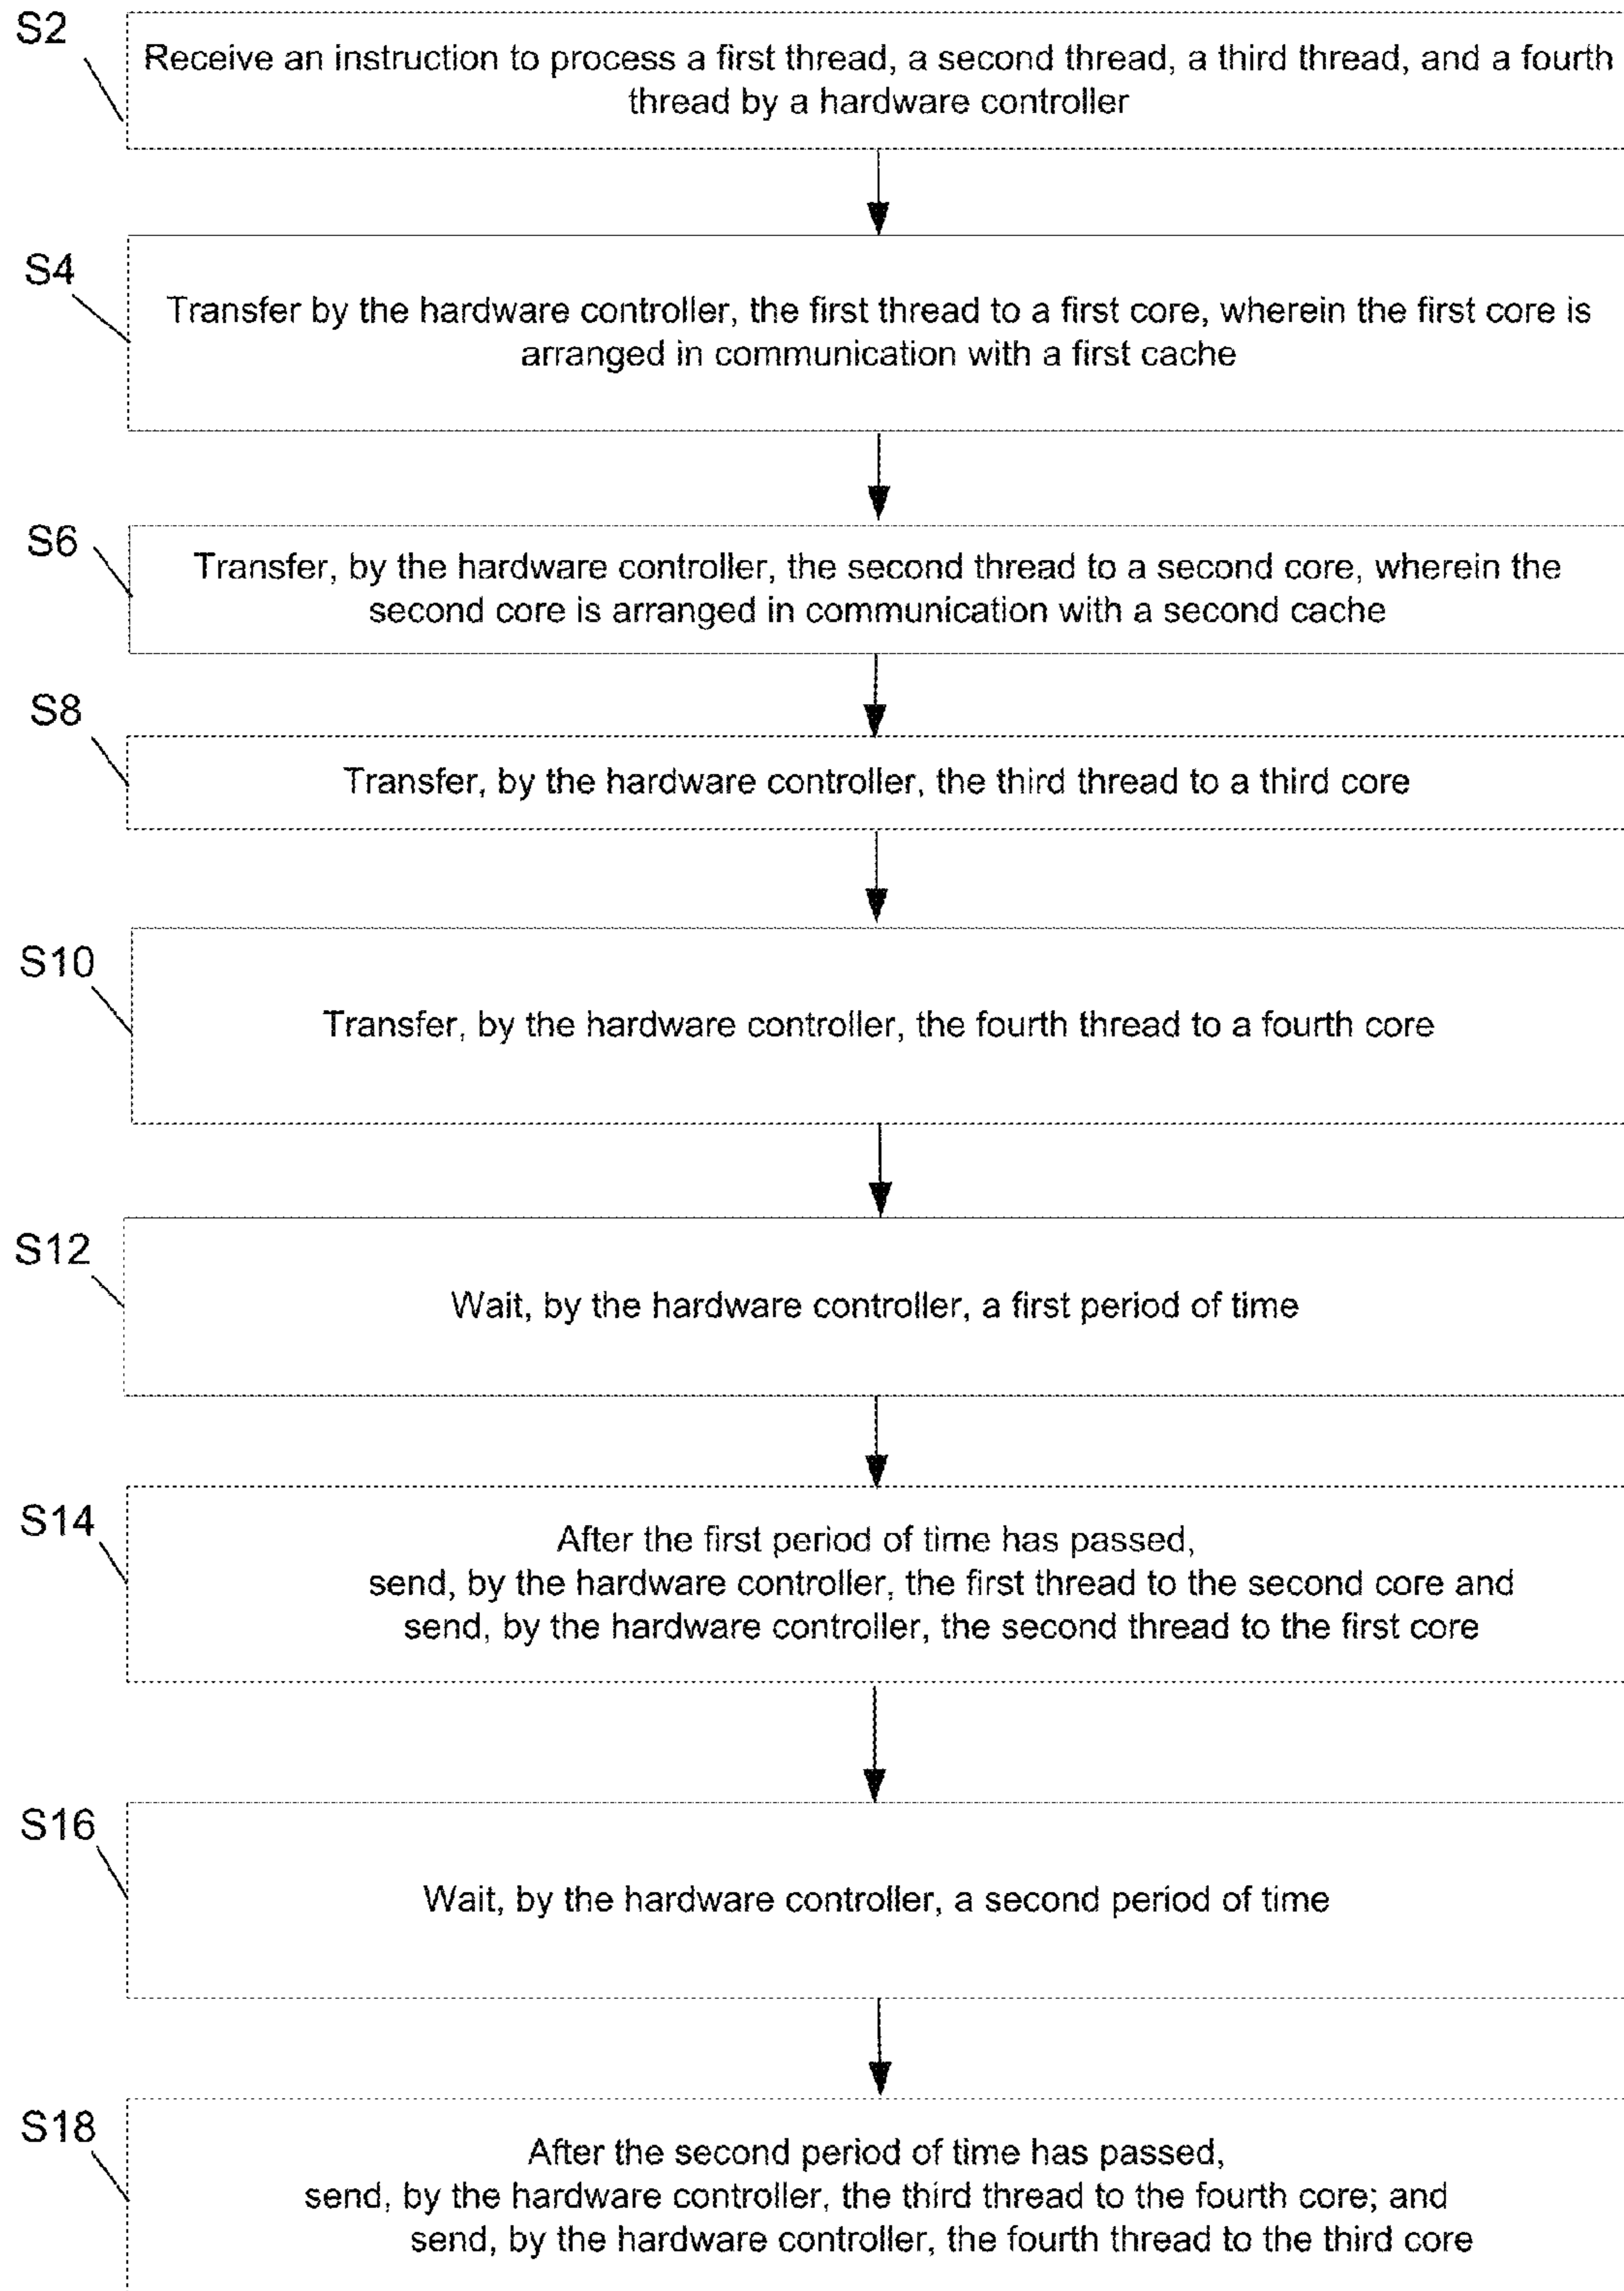 S2
Receive an instruction to process a first thread, a second thread, a third thread, and a fourth
thread by a hardware controller
S4
Transfer by the hardware controller, the first thread to a first core, wherein the first core is
arranged in communication with a first cache
S6
Transfer, by the hardware controller, the second thread to a second core, wherein the
second core is arranged in communication with a second cache
S8
Transfer, by the hardware controller, the third thread to a third core
S10
Transfer, by the hardware controller, the fourth thread to a fourth core
S12
Wait, by the hardware controller, a first period of time
S14
After the first period of time has passed,
send, by the hardware controller, the first thread to the second core and
send, by the hardware controller, the second thread to the first core
S16
Wait, by the hardware controller, a second period of time
S18
After the second period of time has passed,
send, by the hardware controller, the third thread to the fourth core; and
send, by the hardware controller, the fourth thread to the third core